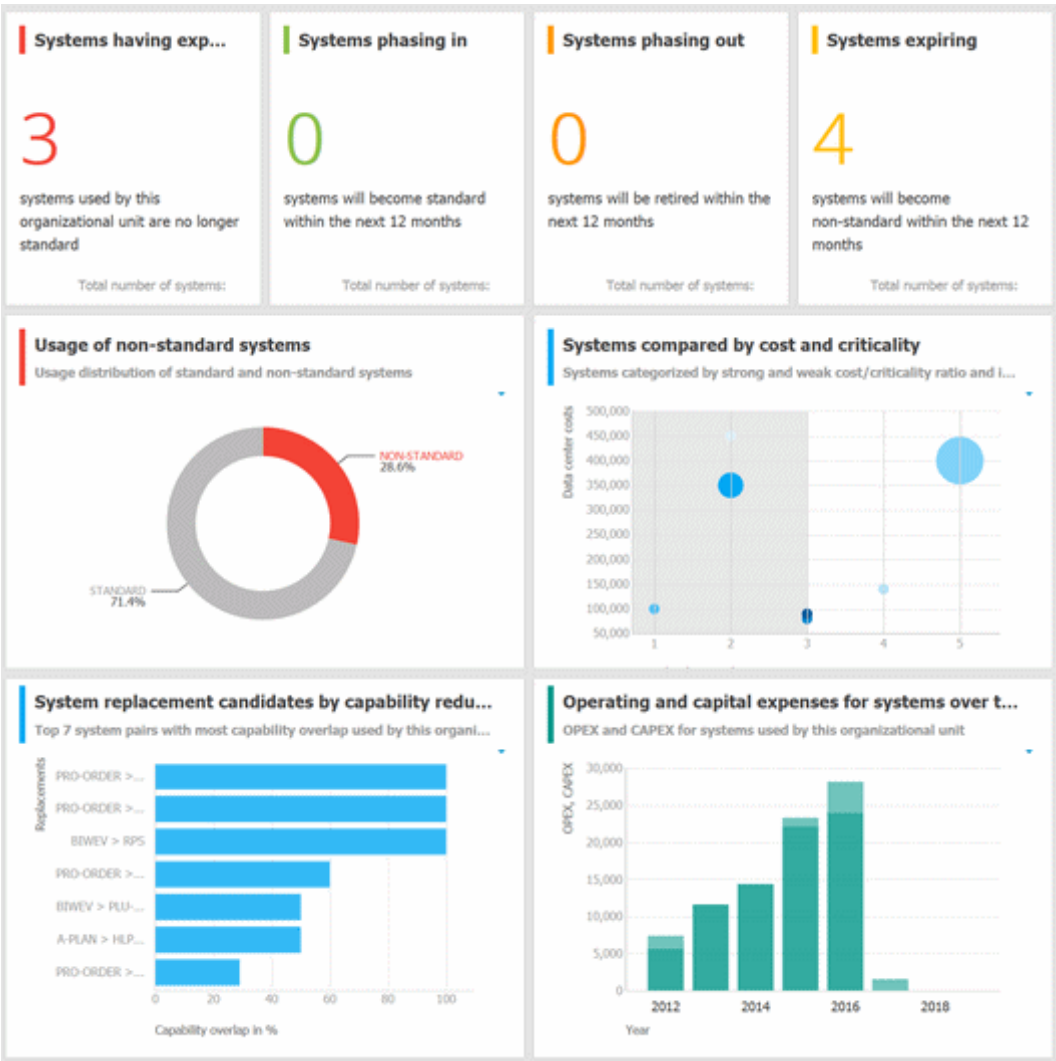 Systems having exp...
3
systems used by this
organizational unit are no longer
standard
Total number of systems:
Systems phasing in
0
systems will become standard
within the next 12 months
Total number of systems:
Systems phasing out
0
systems will be retired within the
next 12 months
Total number of systems:
Systems expiring
4
systems will become
non-standard within the next 12
months
Total number of systems:
Usage of non-standard systems
Usage distribution of standard and non-standard systems
NON-STANDARD
28.6%
STANDARD
71.4%
Systems compared by cost and criticality
Systems categorized by strong and weak cost/criticality ratio and i...
Data center costs
500,000
450,000
400,000
350,000
300,000
250,000
200,000
150,000
100,000
50,000
1 2 3 4 5
System replacement candidates by capability redu...
Top 7 system pairs with most capability overlap used by this organi...
Replacements
PRO-ORDER >...
PRO-ORDER >...
BIWEV > RPS
PRO-ORDER >...
BIWEV > PLU-...
A-PLAN > HLP...
PRO-ORDER >...
0 20 40 60 80 100
Capability overlap in %
Operating and capital expenses for systems over t...
OPEX and CAPEX for systems used by this organizational unit
OPEX, CAPEX
30,000
25,000
20,000
15,000
10,000
5,000
0
2012 2014 2016 2018
Year